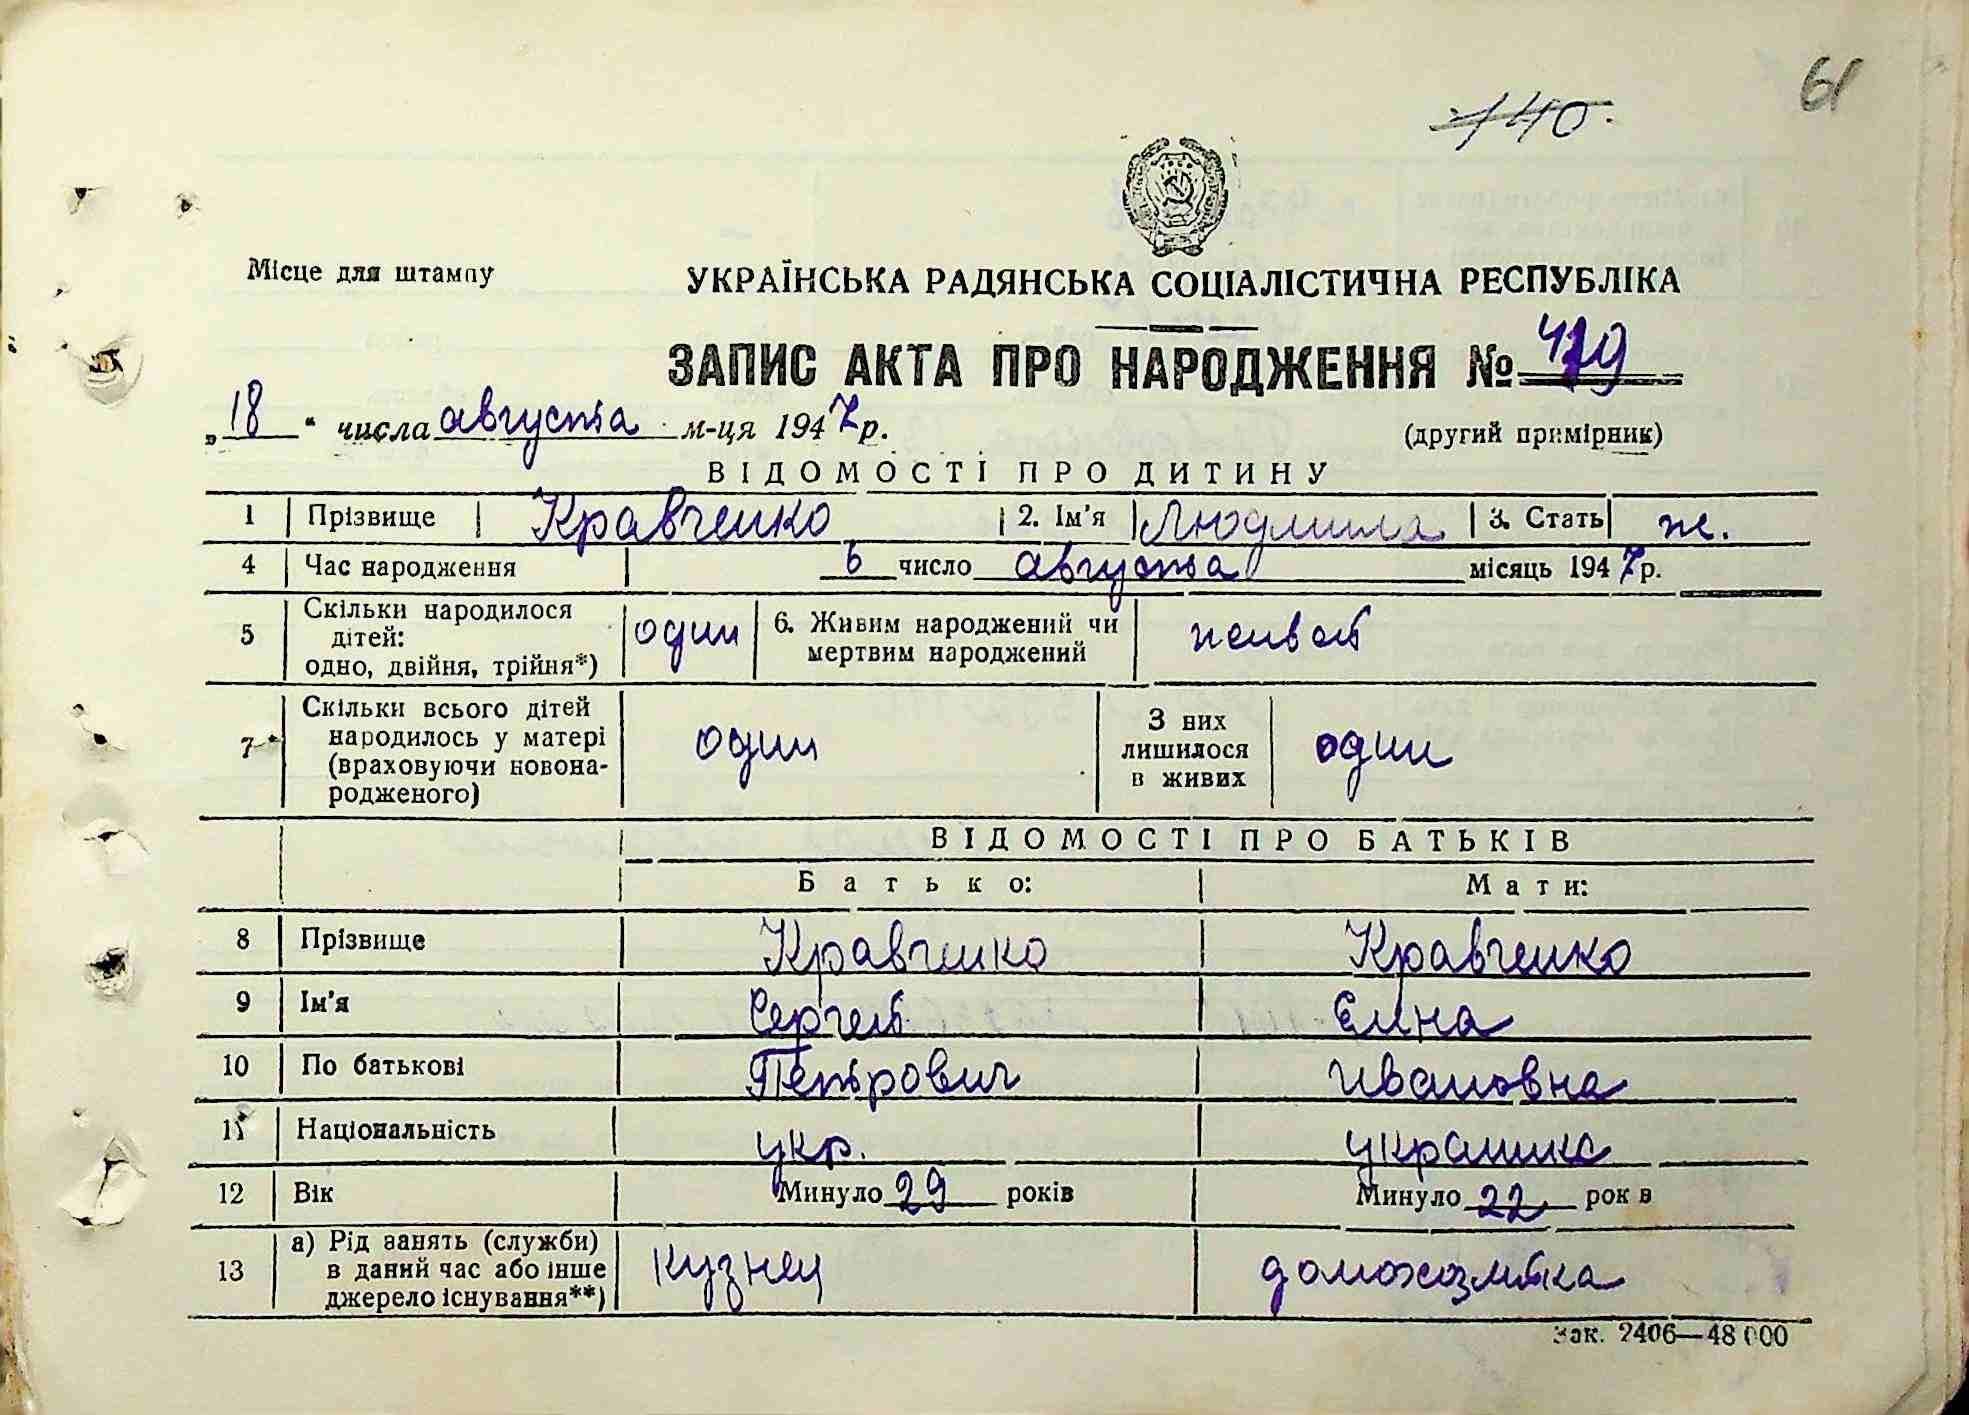 61
140.
Місце для штампу
УКРАЇНСЬКА РАДЯНСЬКА СОЦІАЛІСТИЧНА РЕСПУБЛІКА
ЗАПИС АКТА ПРО НАРОДЖЕННЯ №
„18“ числа августа м-ця 1947 р.
(другий примірник)
ВІДОМОСТІ ПРО ДИТИНУ
1 Прізвище Кравченко 2. Ім'я Людмила 3. Стать ж.
4 Час народження 6 число августа місяць 1947 р.
5 Скільки народилося дітей: одно, двійня, трійня*) один 6. Живим народжений чи мертвим народжений живой
7 Скільки всього дітей народилось у матері (враховуючи новонародженого) один З них лишилося в живих один
ВІДОМОСТІ ПРО БАТЬКІВ
Батько: Мати:
8 Прізвище Кравченко Кравченко
9 Ім'я Сергей Елена
10 По батькові Петрович Ивановна
11 Національність укр. украинка
12 Вік Минуло 29 років Минуло 22 рок в
13 а) Рід занять (служби) в даний час або інше джерело існування**) кузнец домохозяйка
Зак. 2406—48 000